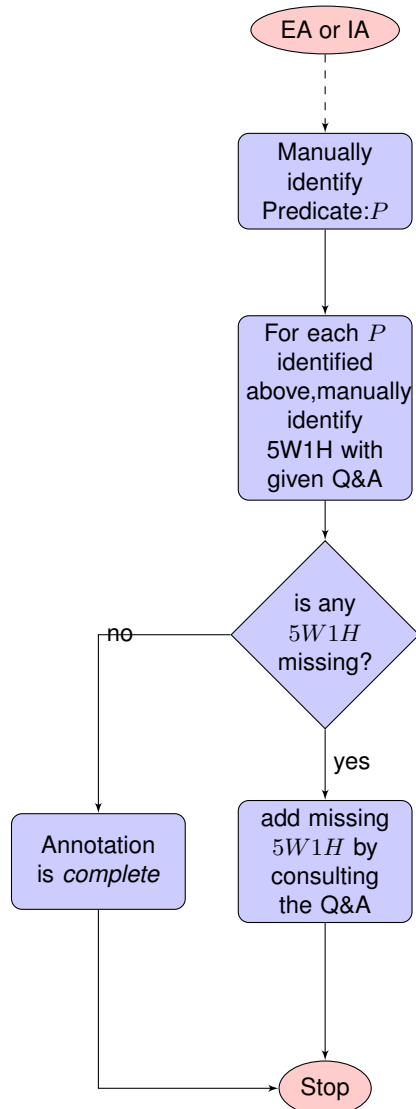 EA or IA
Manually
identify
Predicate:P
For each P
identified
above,manually
identify
5W1H with
given Q&A
is any
5W1H
missing?
no
yes
Annotation
is complete
add missing
5W1H by
consulting
the Q&A
Stop